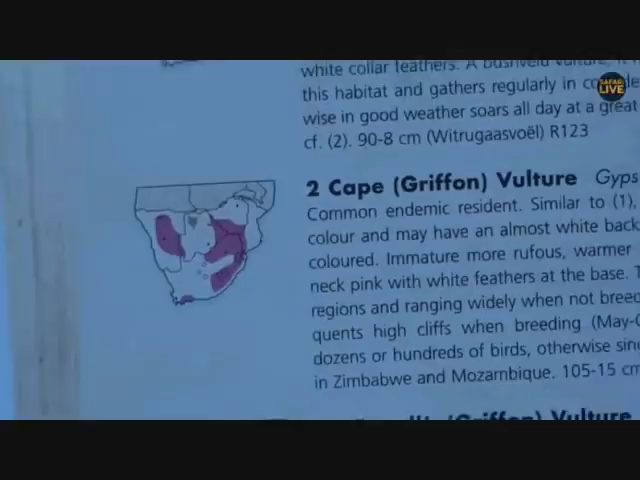 SAFARI LIVE
white collar feathers. A bushveld vulture, it
this habitat and gathers regularly in
wise in good weather soars all day at a great
cf. (2). 90-8 cm (Witrugaasvoël) R123
2 Cape (Griffon) Vulture Gyps
Common endemic resident. Similar to (1),
colour and may have an almost white back
coloured. Immature more rufous, warmer
neck pink with white feathers at the base.
regions and ranging widely when not breed
quents high cliffs when breeding (May-
dozens or hundreds of birds, otherwise
in Zimbabwe and Mozambique. 105-15 cm
(Griffon) Vulture